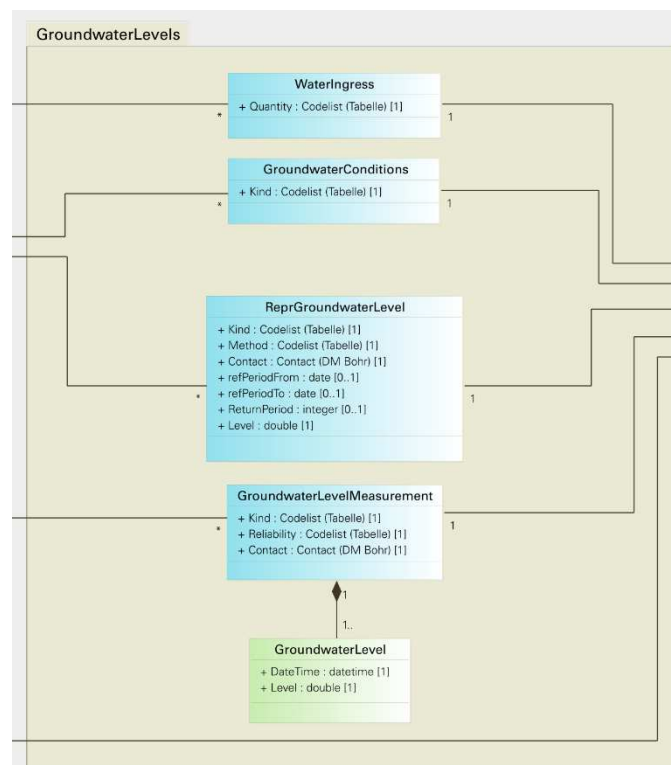 GroundwaterLevels
WaterIngress
+ Quantity : Codelist (Tabelle) [1]
*
1
GroundwaterConditions
+ Kind : Codelist (Tabelle) [1]
*
1
ReprGroundwaterLevel
+ Kind : Codelist (Tabelle) [1]
+ Method : Codelist (Tabelle) [1]
+ Contact : Contact (DM Bohr) [1]
+ refPeriodFrom : date [0..1]
+ refPeriodTo : date [0..1]
+ ReturnPeriod : integer [0..1]
+ Level : double [1]
*
1
GroundwaterLevelMeasurement
+ Kind : Codelist (Tabelle) [1]
+ Reliability : Codelist (Tabelle) [1]
+ Contact : Contact (DM Bohr) [1]
*
1
1
1..
GroundwaterLevel
+ DateTime : datetime [1]
+ Level : double [1]